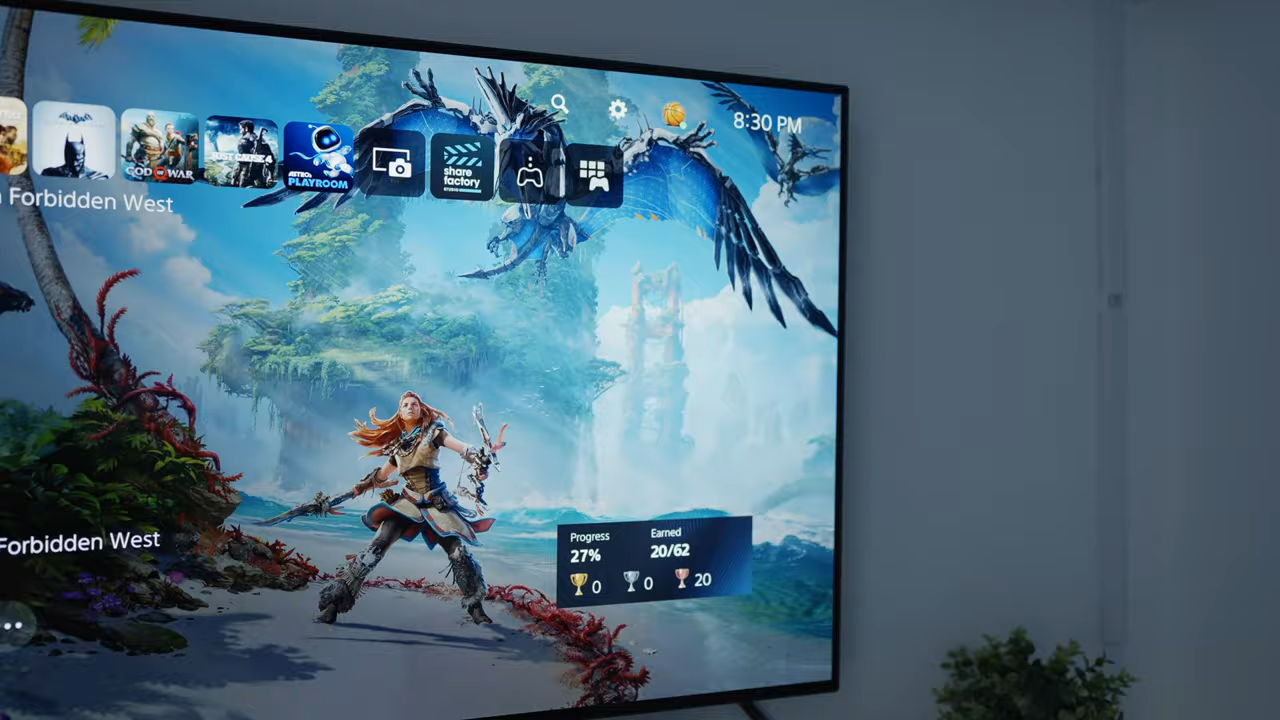 8:30 PM
GOD OF WAR
JUST CAUSE 4
ASTRO's
PLAYROOM
share
factory
STUDIO
Forbidden West
Forbidden West
Progress
27%
Earned
20/62
0
0
20